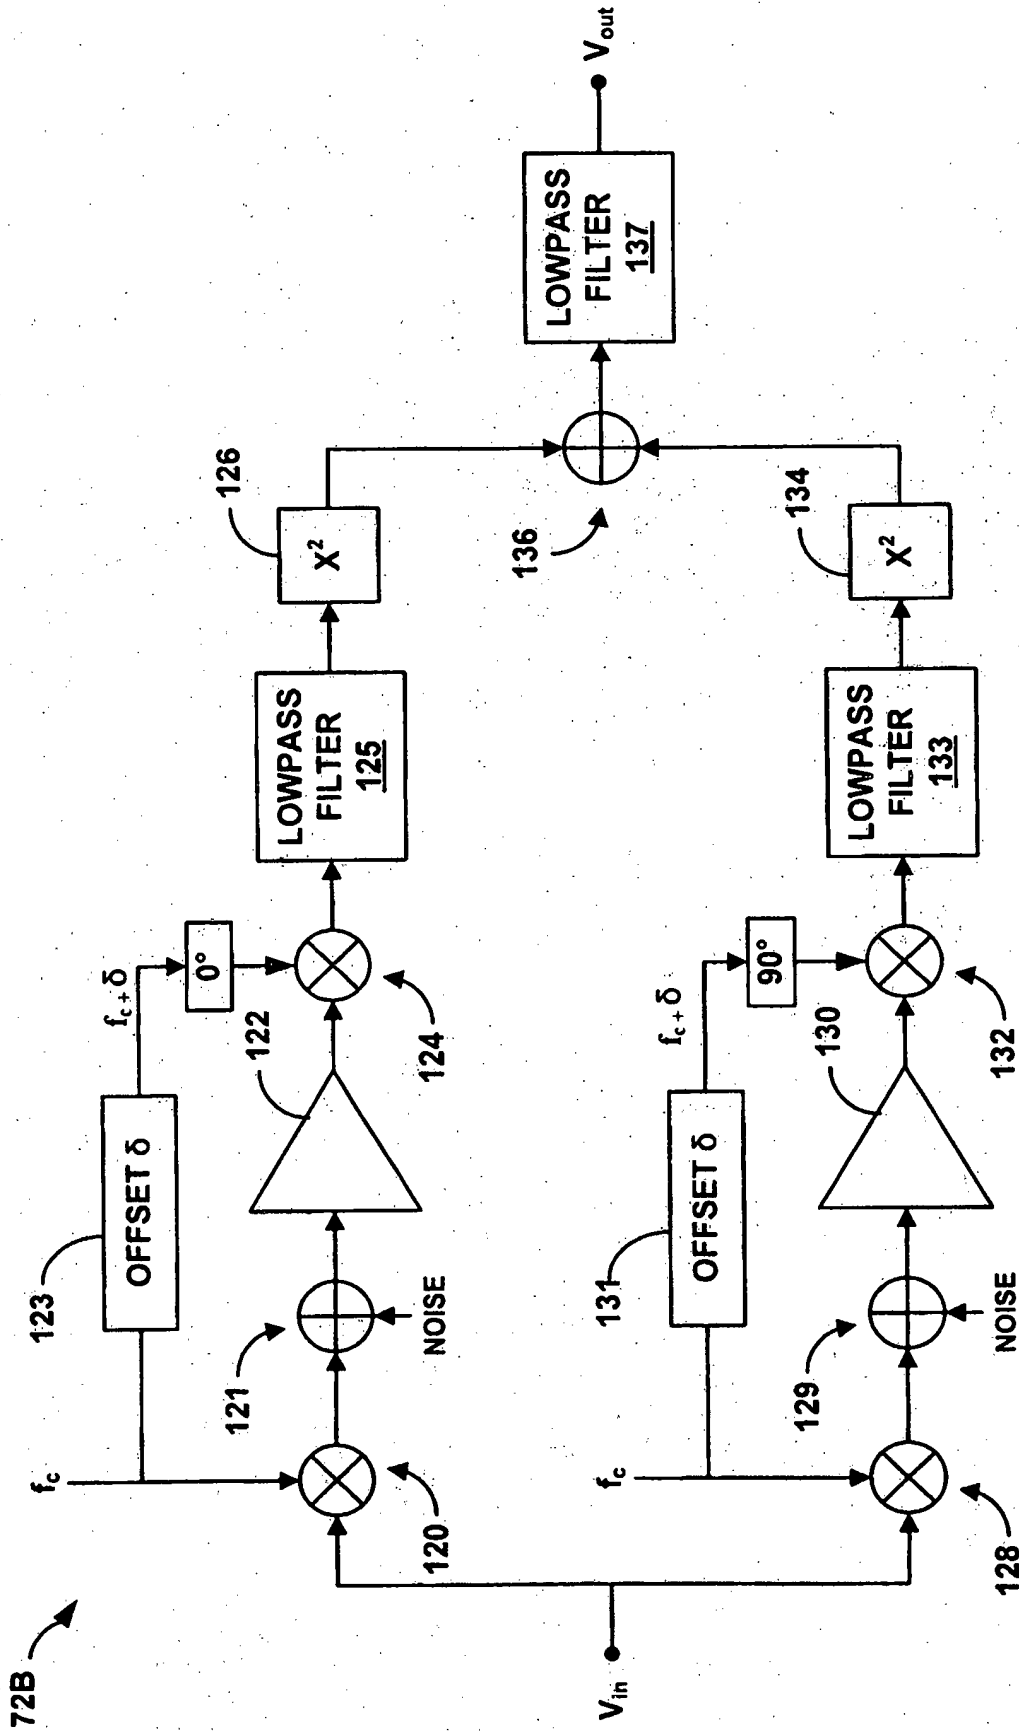 72B
f_c
123
OFFSET δ
f_c+δ
0°
122
121
120
NOISE
124
LOWPASS
FILTER
125
126
X²
V_in
136
LOWPASS
FILTER
137
V_out
f_c
131
OFFSET δ
f_c+δ
90°
130
129
128
NOISE
132
LOWPASS
FILTER
133
134
X²